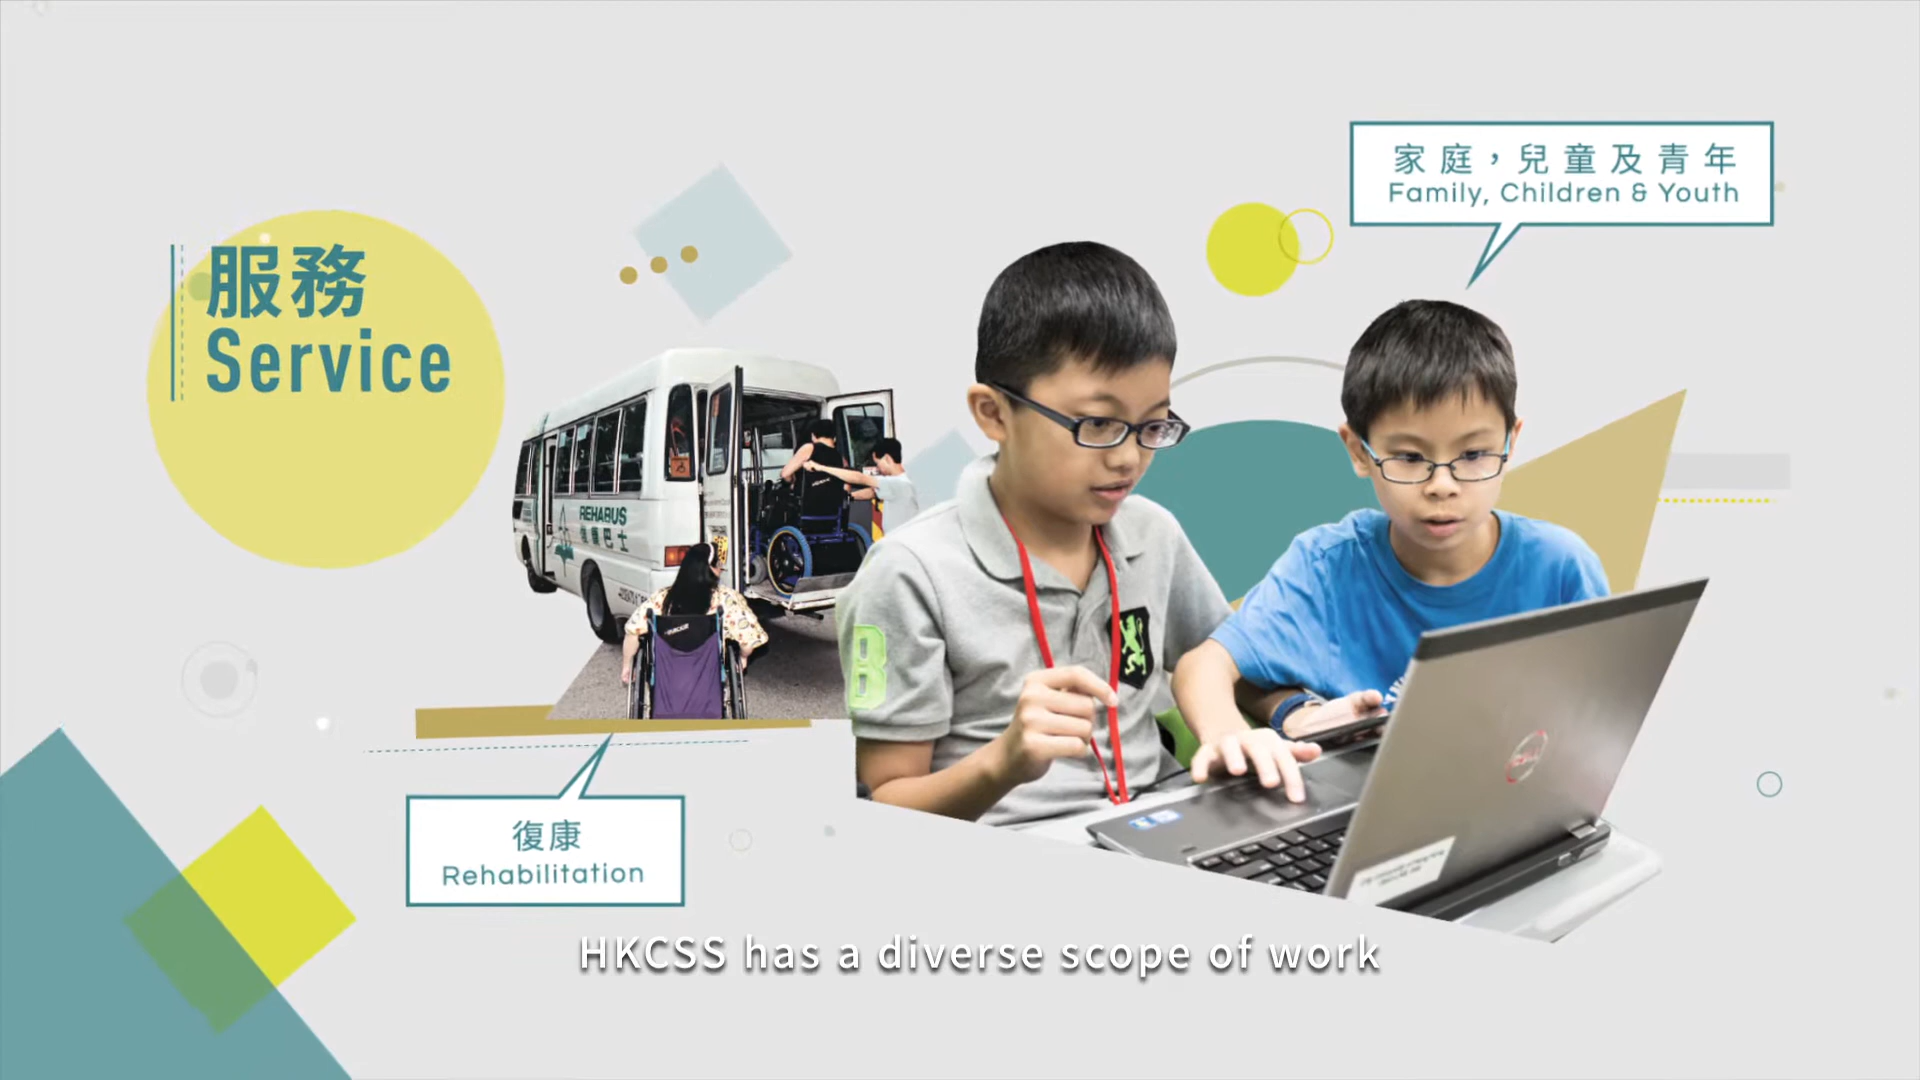 家庭，兒童及青年
Family, Children & Youth
服務
Service
REHABUS
復康巴士
B
DELL
復康
Rehabilitation
HKCSS has a diverse scope of work